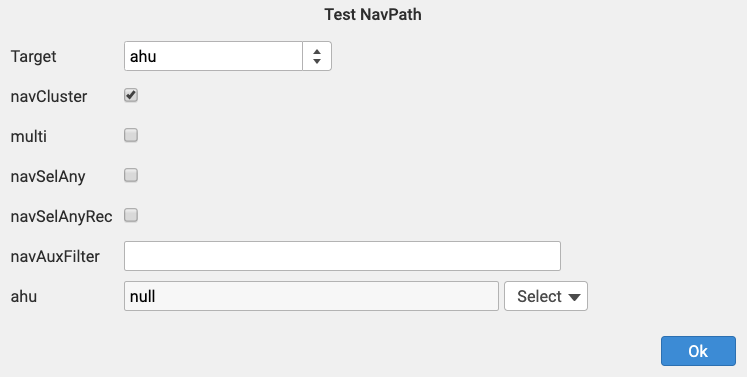 Test NavPath
Target ahu
navCluster
multi
navSelAny
navSelAnyRec
navAuxFilter
ahu null Select
Ok